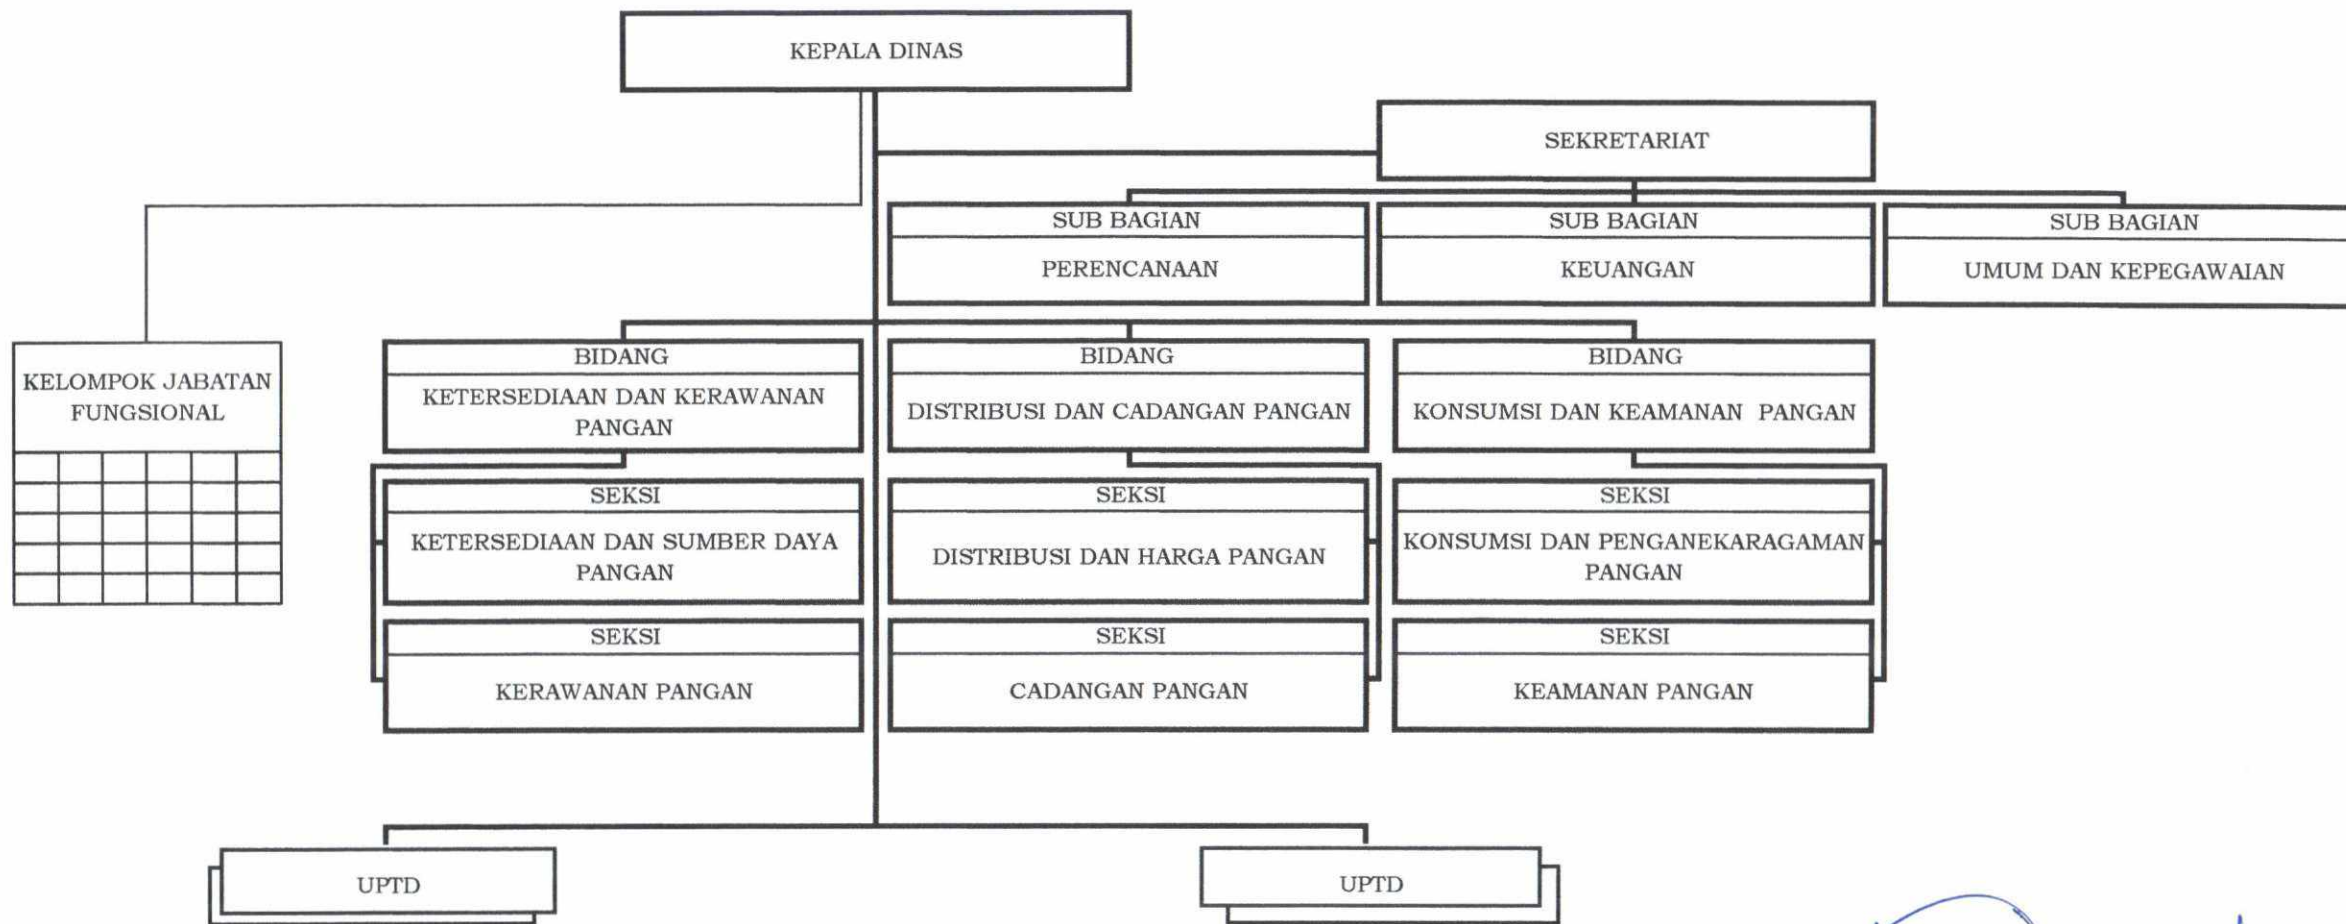 KEPALA DINAS
SEKRETARIAT
SUB BAGIAN
PERENCANAAN
SUB BAGIAN
KEUANGAN
SUB BAGIAN
UMUM DAN KEPEGAWAIAN
KELOMPOK JABATAN
FUNGSIONAL
BIDANG
KETERSEDIAAN DAN KERAWANAN
PANGAN
BIDANG
DISTRIBUSI DAN CADANGAN PANGAN
BIDANG
KONSUMSI DAN KEAMANAN PANGAN
SEKSI
KETERSEDIAAN DAN SUMBER DAYA
PANGAN
SEKSI
DISTRIBUSI DAN HARGA PANGAN
SEKSI
KONSUMSI DAN PENGANEKARAGAMAN
PANGAN
SEKSI
KERAWANAN PANGAN
SEKSI
CADANGAN PANGAN
SEKSI
KEAMANAN PANGAN
UPTD
UPTD